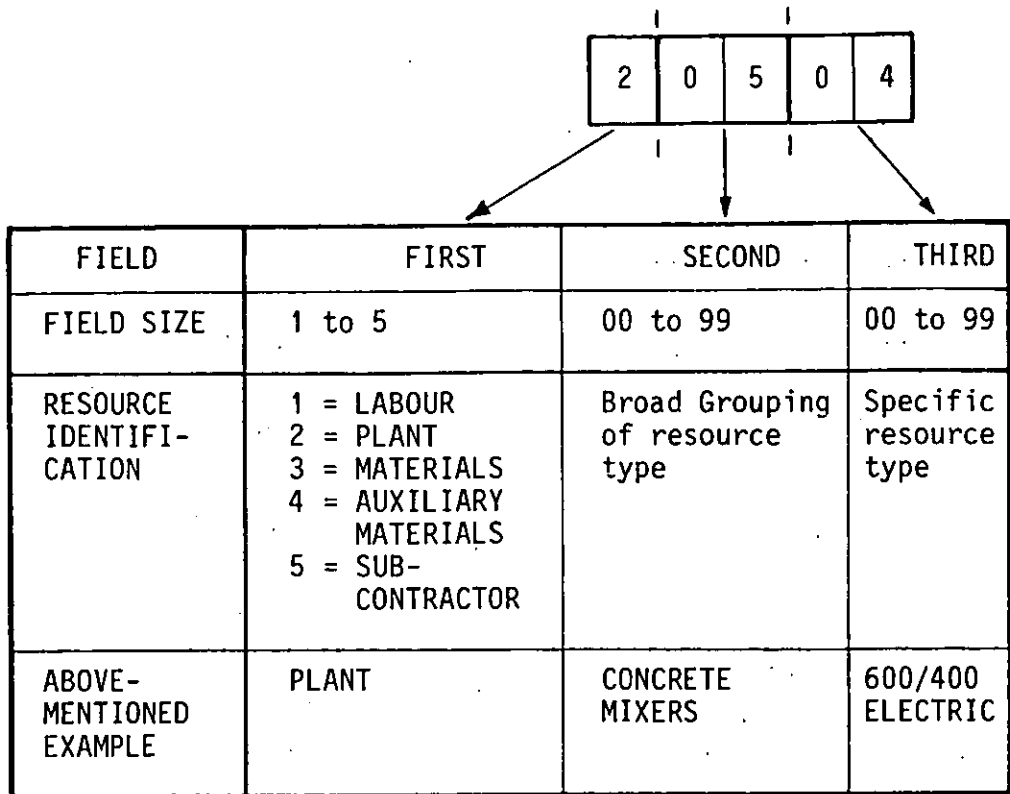 2 0 5 0 4
FIELD FIRST SECOND THIRD
FIELD SIZE 1 to 5 00 to 99 00 to 99
RESOURCE
IDENTIFI-
CATION
1 = LABOUR
2 = PLANT
3 = MATERIALS
4 = AUXILIARY
MATERIALS
5 = SUB-
CONTRACTOR
Broad Grouping
of resource
type
Specific
resource
type
ABOVE-
MENTIONED
EXAMPLE
PLANT
CONCRETE
MIXERS
600/400
ELECTRIC